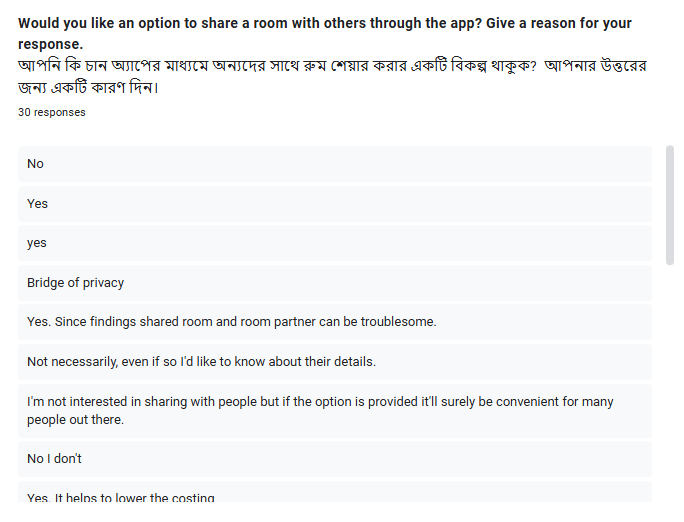 Would you like an option to share a room with others through the app? Give a reason for your
response.
আপনি কি চান অ্যাপের মাধ্যমে অন্যদের সাথে রুম শেয়ার করার একটি বিকল্প থাকুক? আপনার উত্তরের
জন্য একটি কারণ দিন।
30 responses
No
Yes
yes
Bridge of privacy
Yes. Since findings shared room and room partner can be troublesome.
Not necessarily, even if so I'd like to know about their details.
I'm not interested in sharing with people but if the option is provided it'll surely be convenient for many
people out there.
No I don't
Yes. It helps to lower the costing